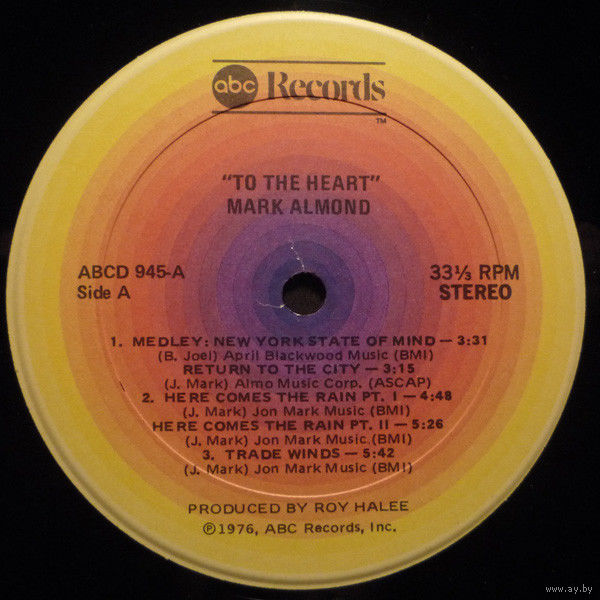 abc Records
TM
"TO THE HEART"
MARK ALMOND
ABCD 945-A
Side A
33⅓ RPM
STEREO
1. MEDLEY: NEW YORK STATE OF MIND — 3:31
(B. Joel) April Blackwood Music (BMI)
RETURN TO THE CITY — 3:15
(J. Mark) Almo Music Corp. (ASCAP)
2. HERE COMES THE RAIN PT. I — 4:48
(J. Mark) Jon Mark Music (BMI)
HERE COMES THE RAIN PT. II — 5:26
(J. Mark) Jon Mark Music (BMI)
3. TRADE WINDS — 5:42
(J. Mark) Jon Mark Music (BMI)
PRODUCED BY ROY HALEE
℗1976, ABC Records, Inc.
www.ay.by